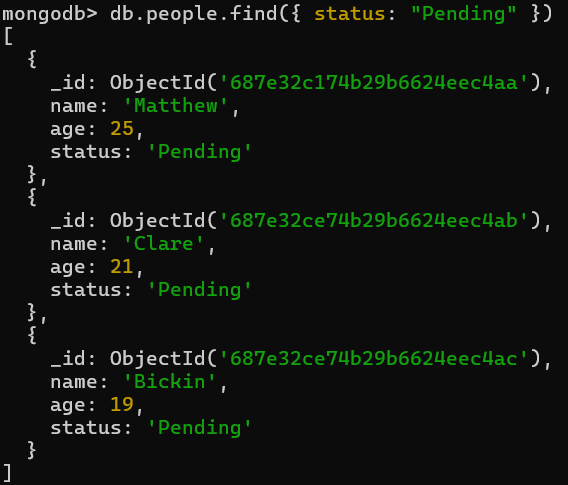 mongodb> db.people.find({ status: "Pending" })
[
  {
    _id: ObjectId('687e32c174b29b6624eec4aa'),
    name: 'Matthew',
    age: 25,
    status: 'Pending'
  },
  {
    _id: ObjectId('687e32ce74b29b6624eec4ab'),
    name: 'Clare',
    age: 21,
    status: 'Pending'
  },
  {
    _id: ObjectId('687e32ce74b29b6624eec4ac'),
    name: 'Bickin',
    age: 19,
    status: 'Pending'
  }
]